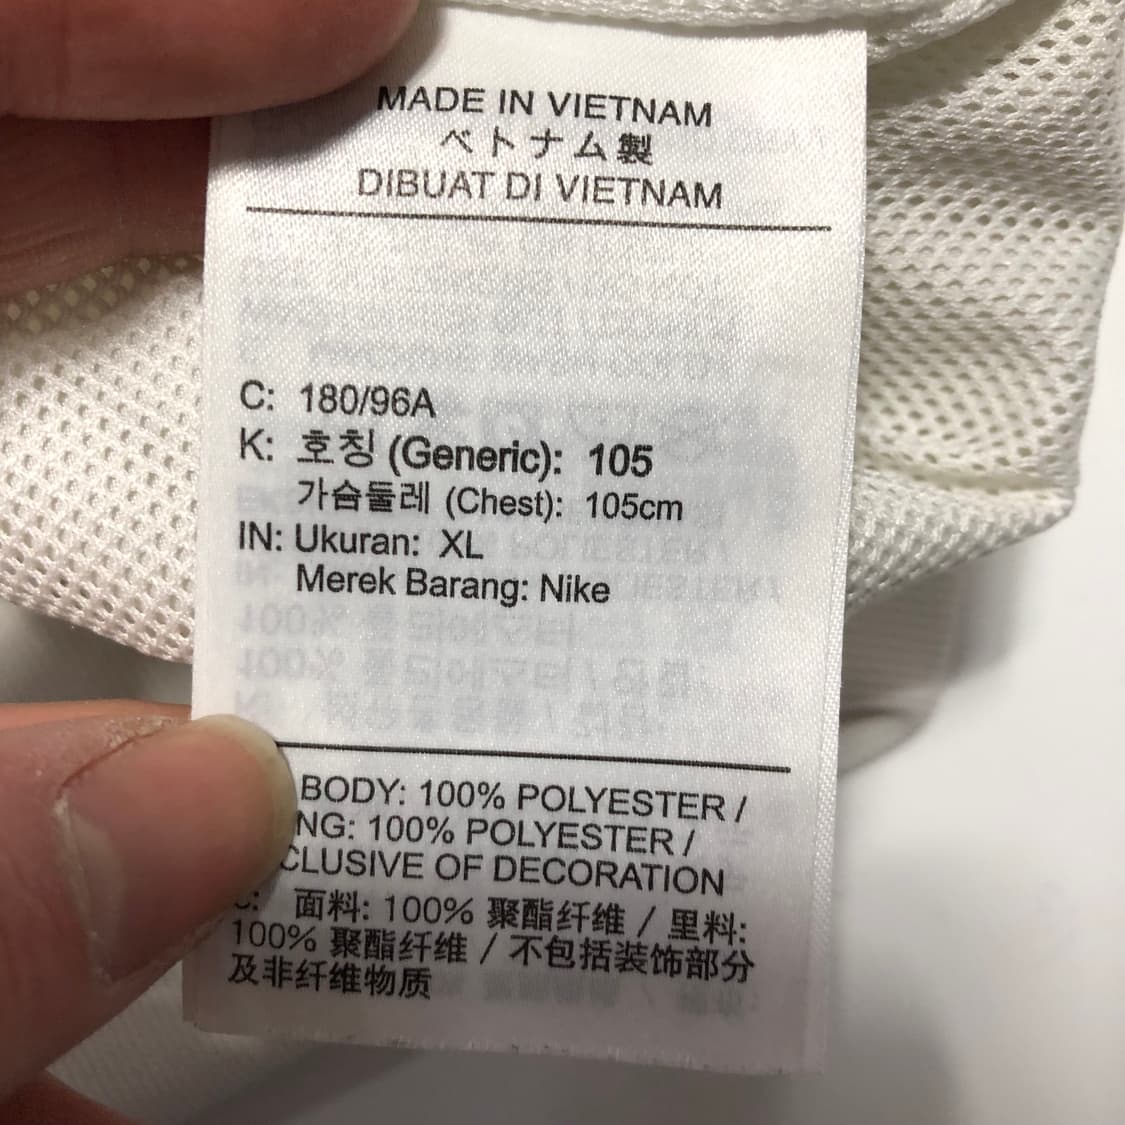 MADE IN VIETNAM
ベトナム製
DIBUAT DI VIETNAM
C: 180/96A
K: 호칭 (Generic): 105
가슴둘레 (Chest): 105cm
IN: Ukuran: XL
Merek Barang: Nike
BODY: 100% POLYESTER /
NG: 100% POLYESTER /
CLUSIVE OF DECORATION
C: 面料: 100% 聚酯纤维 / 里料:
100% 聚酯纤维 / 不包括装饰部分
及非纤维物质